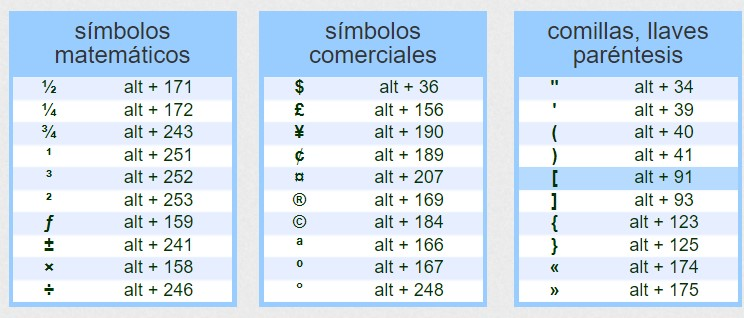 símbolos
matemáticos
½ alt + 171
¼ alt + 172
¾ alt + 243
¹ alt + 251
³ alt + 252
² alt + 253
ƒ alt + 159
± alt + 241
× alt + 158
÷ alt + 246
símbolos
comerciales
$ alt + 36
£ alt + 156
¥ alt + 190
¢ alt + 189
¤ alt + 207
® alt + 169
© alt + 184
ª alt + 166
º alt + 167
° alt + 248
comillas, llaves
paréntesis
" alt + 34
' alt + 39
( alt + 40
) alt + 41
[ alt + 91
] alt + 93
{ alt + 123
} alt + 125
« alt + 174
» alt + 175